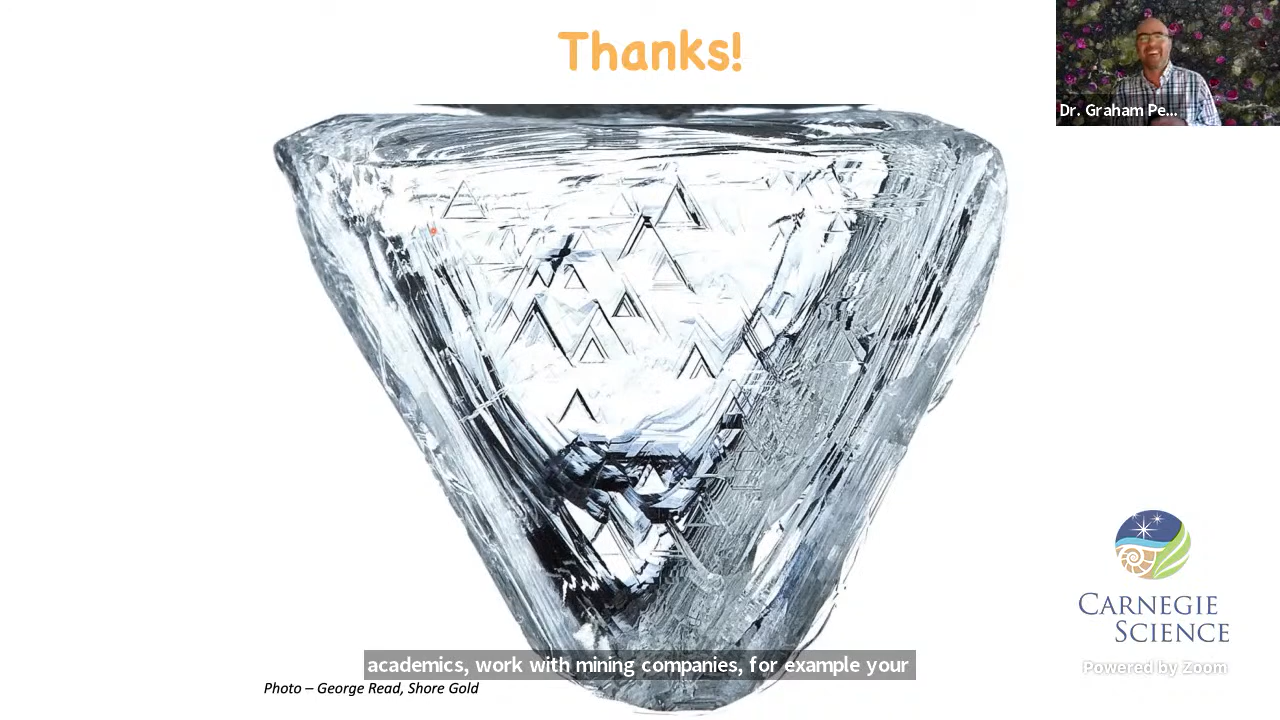 Thanks!
Dr. Graham Pe...
CARNEGIE
SCIENCE
academics, work with mining companies, for example your
Powered by Zoom
Photo – George Read, Shore Gold